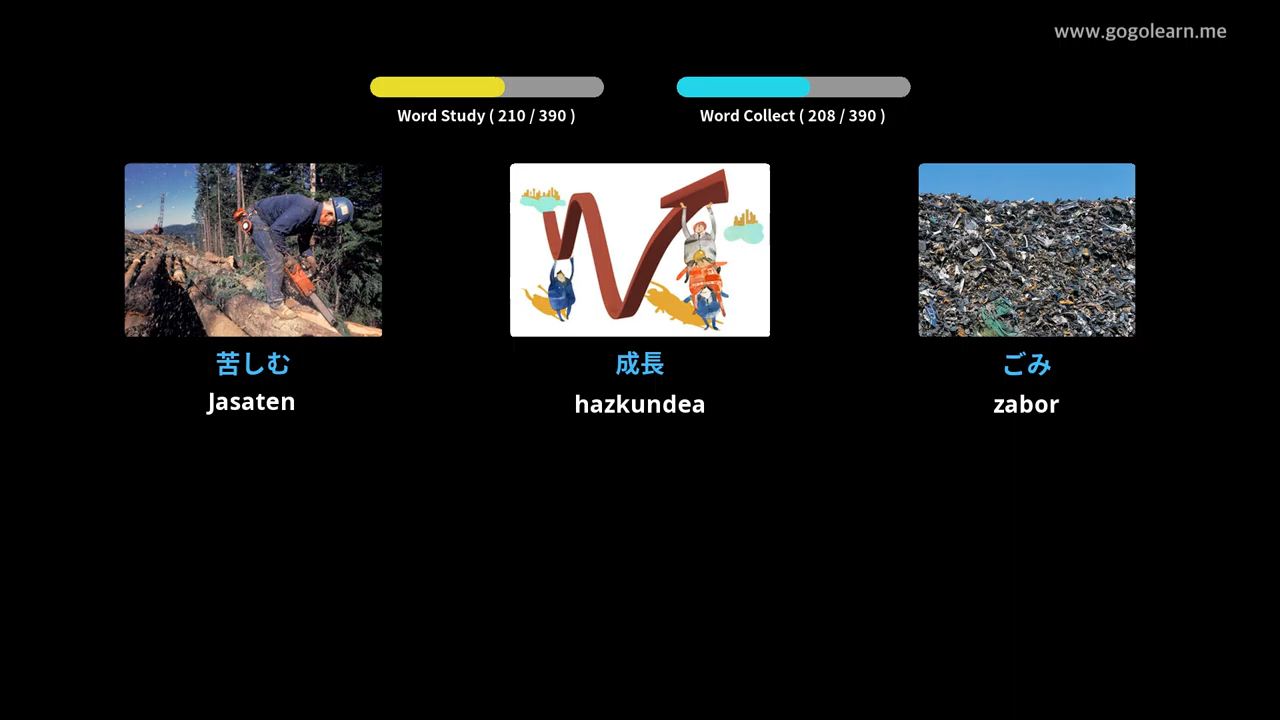 www.gogolearn.me
Word Study ( 210 / 390 )
Word Collect ( 208 / 390 )
苦しむ
Jasaten
成長
hazkundea
ごみ
zabor